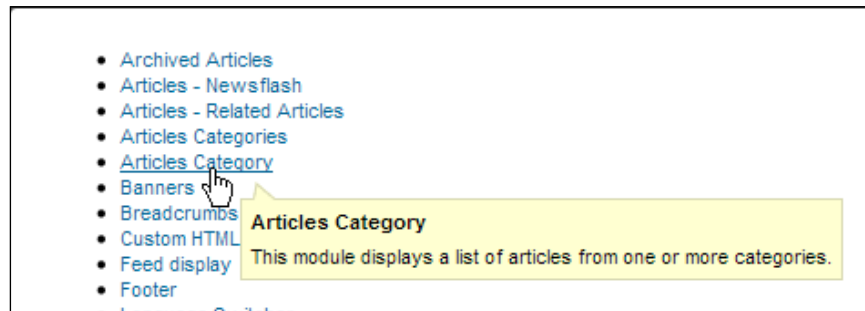 Archived Articles
Articles - Newsflash
Articles - Related Articles
Articles Categories
Articles Category
Banners
Breadcrumbs
Articles Category
Custom HTML
This module displays a list of articles from one or more categories.
Feed display
Footer